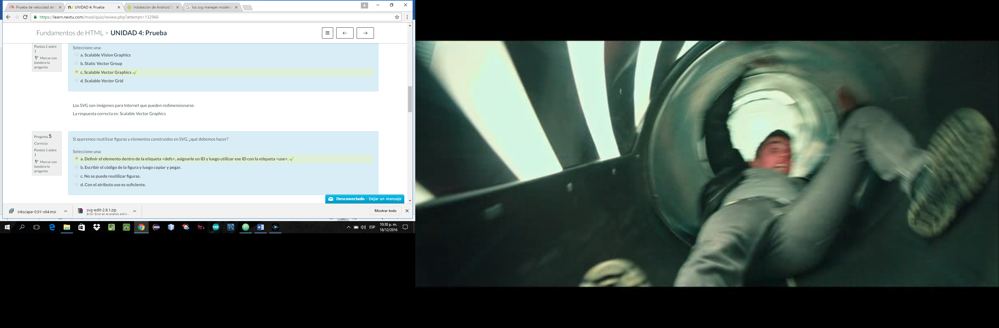 Prueba de velocidad de
UNIDAD 4: Prueba
Instalación de Android S
los svg manejan modelo
https://learn.nextu.com/mod/quiz/review.php?attempt=132966
Fundamentos de HTML > UNIDAD 4: Prueba
Puntúa 1 sobre
1
Marcar con
bandera la
pregunta
Seleccione una:
a. Scalable Vision Graphics
b. Static Vector Group
c. Scalable Vector Graphics
d. Scalable Vector Grid
Los SVG son imágenes para Internet que pueden redimensionarse.
La respuesta correcta es: Scalable Vector Graphics
Pregunta 5
Correcta
Puntúa 1 sobre
1
Marcar con
bandera la
pregunta
Si queremos reutilizar figuras y elementos construidos en SVG, ¿qué debemos hacer?
Seleccione una:
a. Definir el elemento dentro de la etiqueta <defs>, asignarle un ID y luego utilizar ese ID con la etiqueta <use>.
b. Escribir el código de la figura y luego copiar y pegar.
c. No se puede reutilizar figuras.
d. Con el atributo use es suficiente.
Desconectado - Dejar un mensaje
inkscape-0.91-x64.msi
svg-edit-2.8.1.zip
Error: Error en el análisis antivi...
Mostrar todo
ESP
10:38 p. m.
18/12/2016